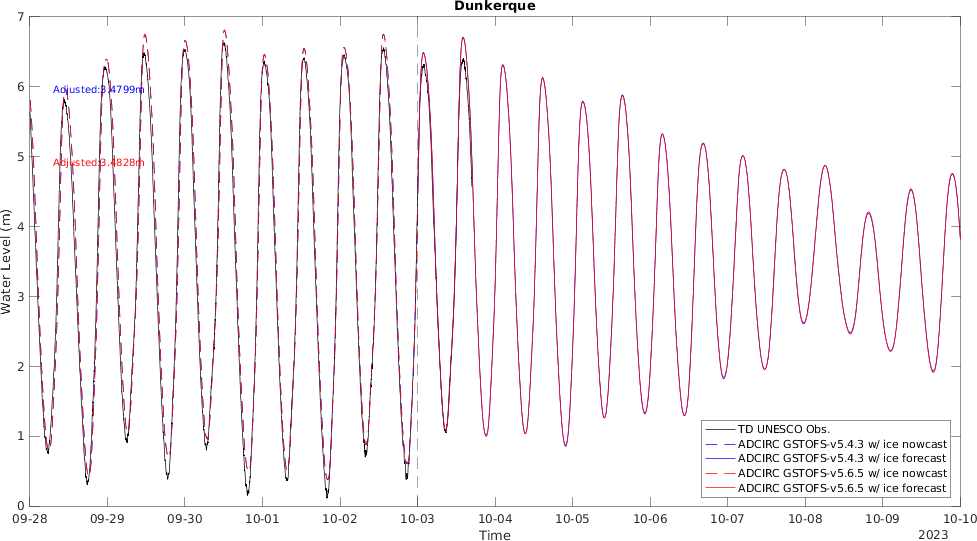 Dunkerque
7
6
5
4
3
2
1
0
Water Level (m)
Adjusted:3.4799m
Adjusted:3.4828m
TD UNESCO Obs.
ADCIRC GSTOFS-v5.4.3 w/ ice nowcast
ADCIRC GSTOFS-v5.4.3 w/ ice forecast
ADCIRC GSTOFS-v5.6.5 w/ ice nowcast
ADCIRC GSTOFS-v5.6.5 w/ ice forecast
09-28 09-29 09-30 10-01 10-02 10-03 10-04 10-05 10-06 10-07 10-08 10-09 10-10
Time
2023